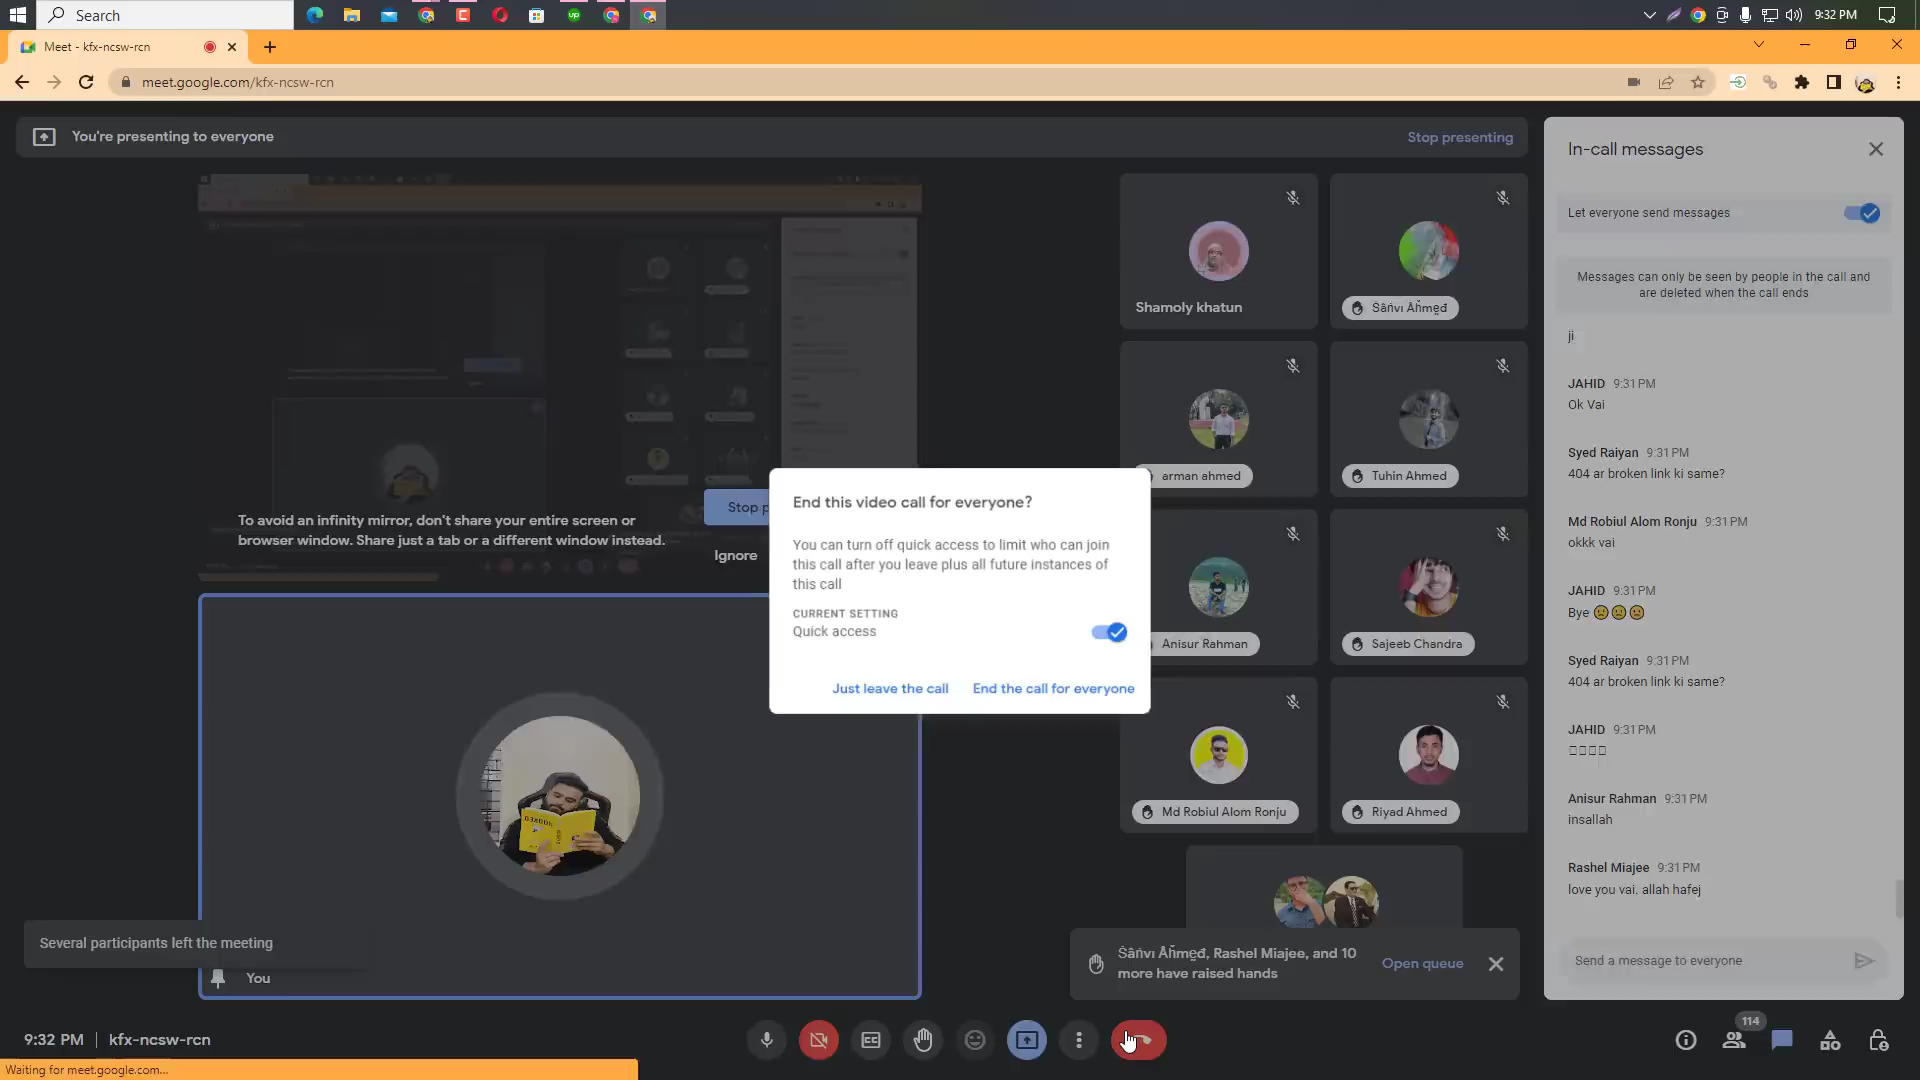 Search
9:32 PM
Meet - kfx-ncsw-rcn
meet.google.com/kfx-ncsw-rcn
You're presenting to everyone
Stop presenting
To avoid an infinity mirror, don't share your entire screen or
browser window. Share just a tab or a different window instead.
Stop p
Ignore
You
Several participants left the meeting
End this video call for everyone?
You can turn off quick access to limit who can join
this call after you leave plus all future instances of
this call
CURRENT SETTING
Quick access
Just leave the call
End the call for everyone
Shamoly khatun
Ŝâńvı Åȟmḝđ
arman ahmed
Tuhin Ahmed
Anisur Rahman
Sajeeb Chandra
Md Robiul Alom Ronju
Riyad Ahmed
Ŝâńvı Åȟmḝđ, Rashel Miajee, and 10
more have raised hands
Open queue
In-call messages
Let everyone send messages
Messages can only be seen by people in the call and
are deleted when the call ends
ji
JAHID 9:31 PM
Ok Vai
Syed Raiyan 9:31 PM
404 ar broken link ki same?
Md Robiul Alom Ronju 9:31 PM
okkk vai
JAHID 9:31 PM
Bye ☹️☹️☹️
Syed Raiyan 9:31 PM
404 ar broken link ki same?
JAHID 9:31 PM
Anisur Rahman 9:31 PM
insallah
Rashel Miajee 9:31 PM
love you vai. allah hafej
Send a message to everyone
9:32 PM | kfx-ncsw-rcn
114
Waiting for meet.google.com...